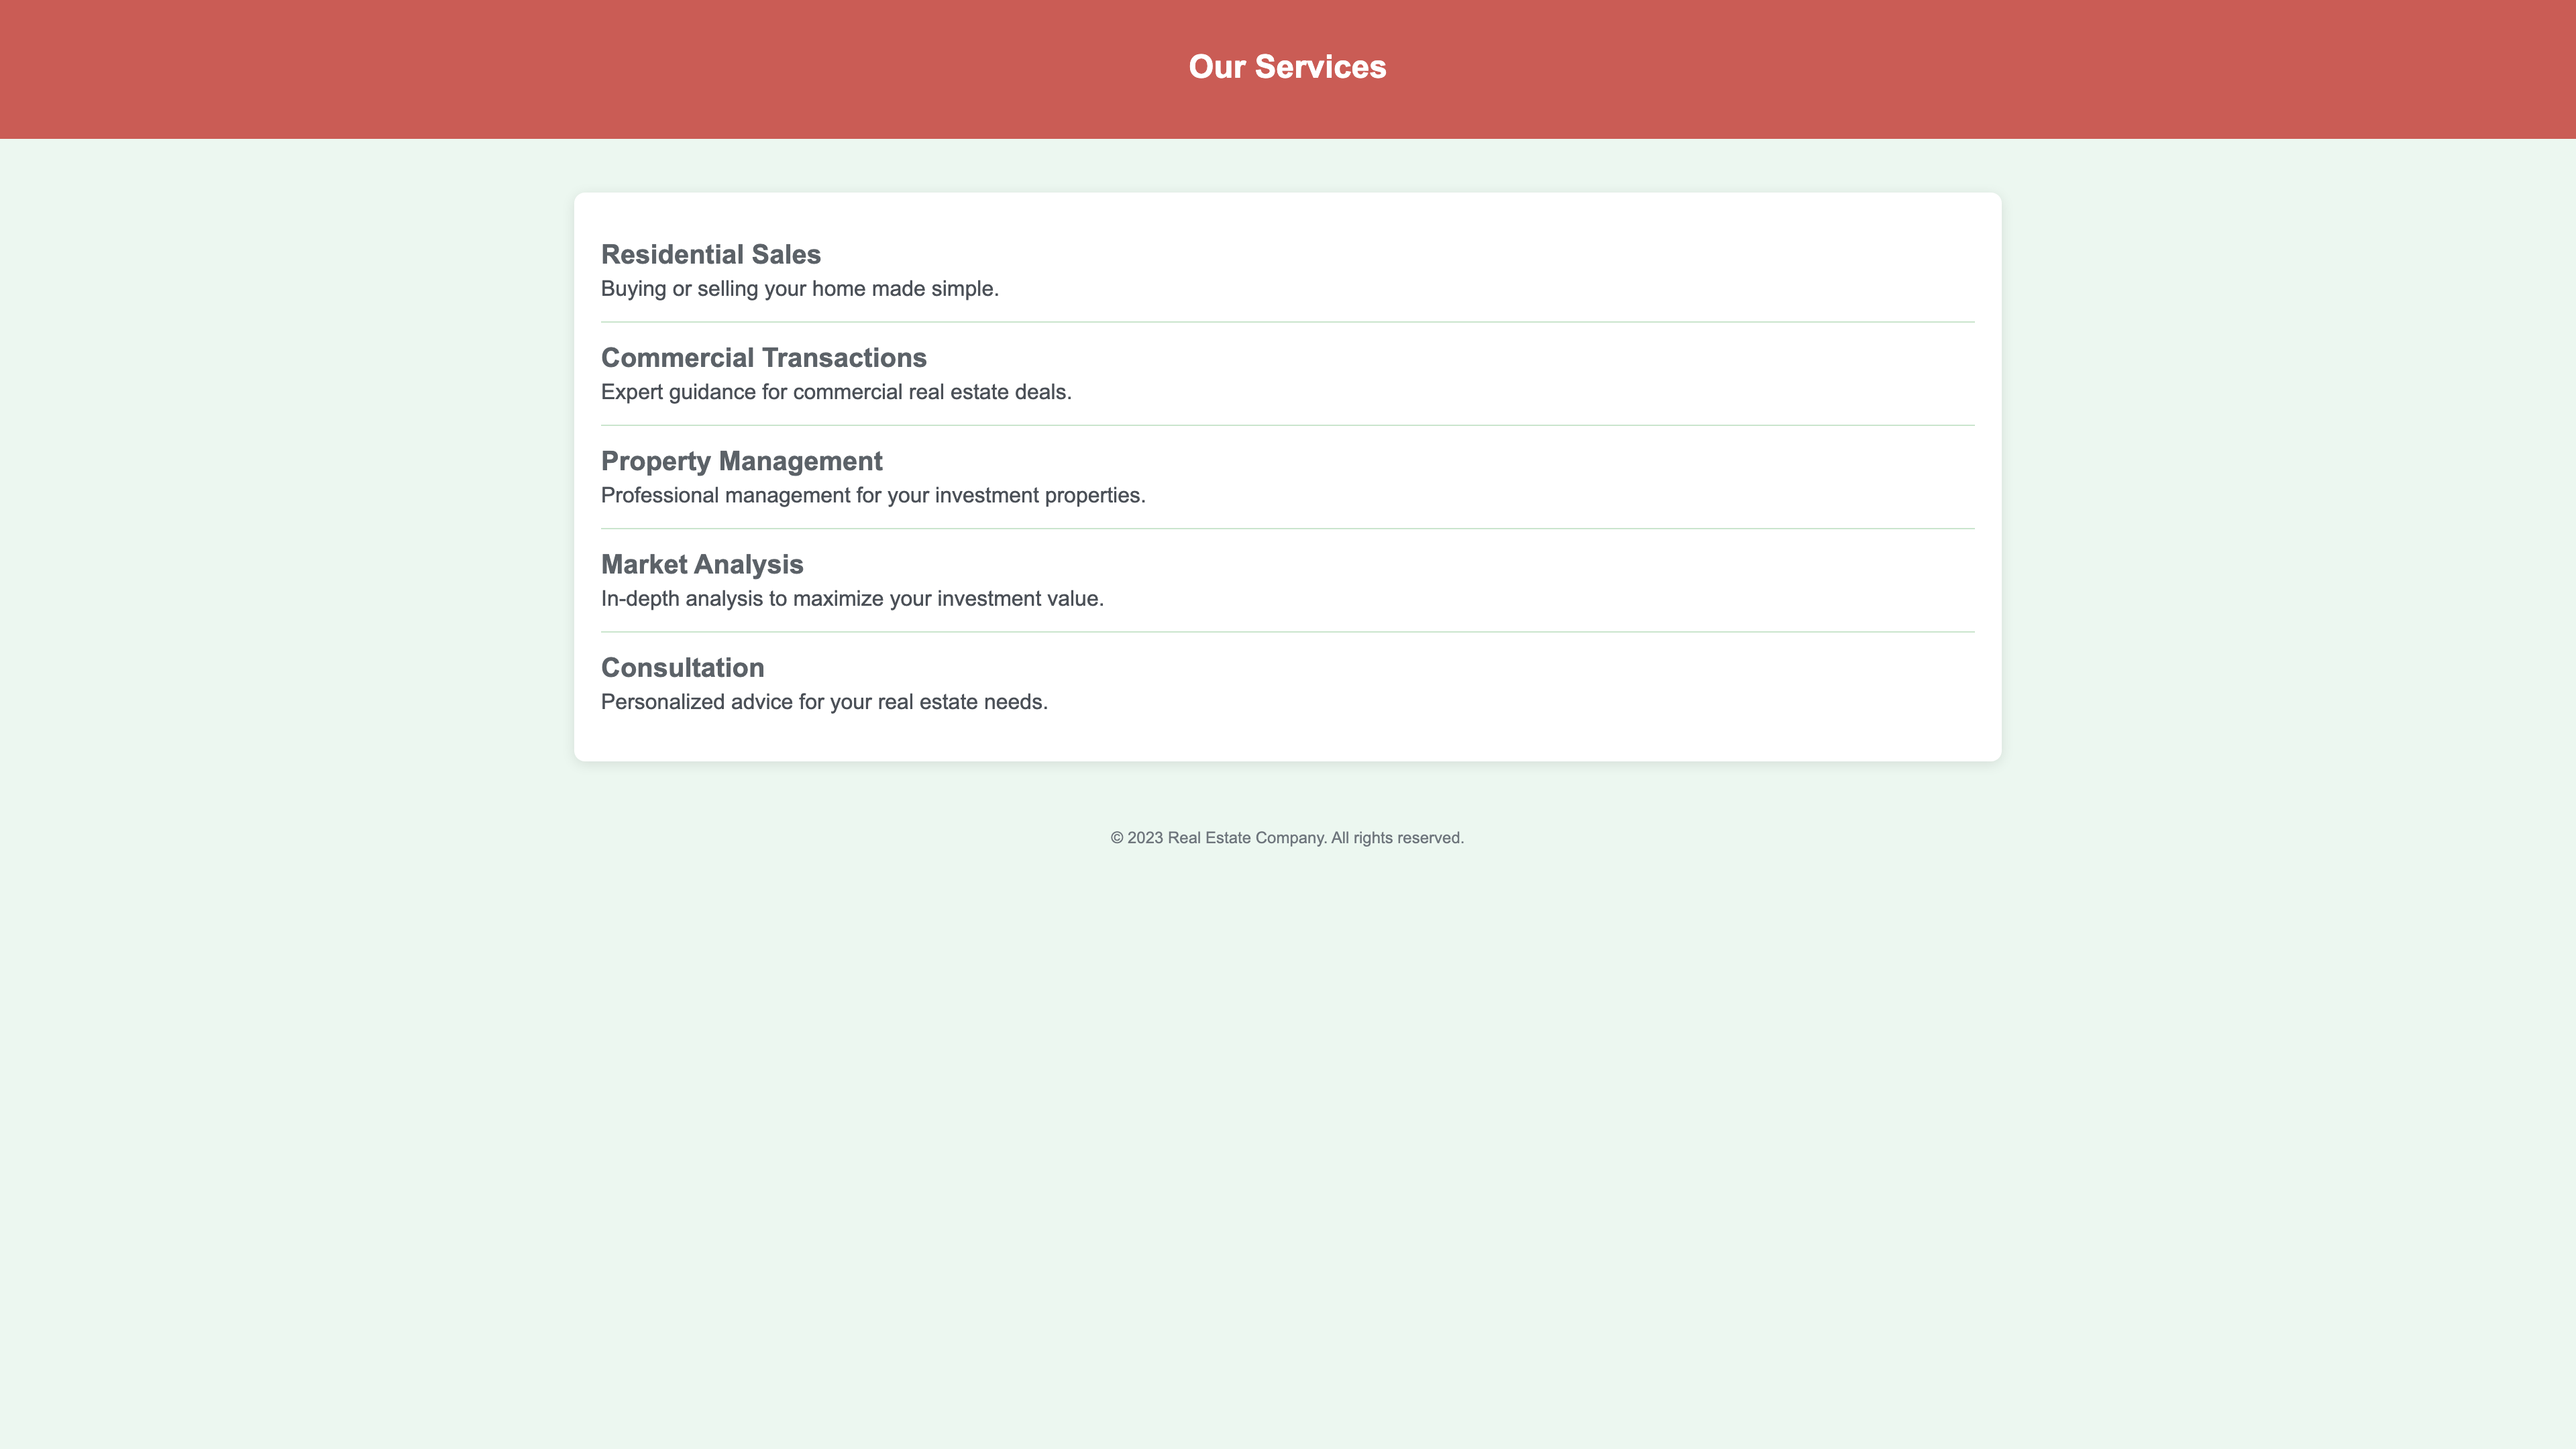 Our Services
Residential Sales
Buying or selling your home made simple.
Commercial Transactions
Expert guidance for commercial real estate deals.
Property Management
Professional management for your investment properties.
Market Analysis
In-depth analysis to maximize your investment value.
Consultation
Personalized advice for your real estate needs.
© 2023 Real Estate Company. All rights reserved.